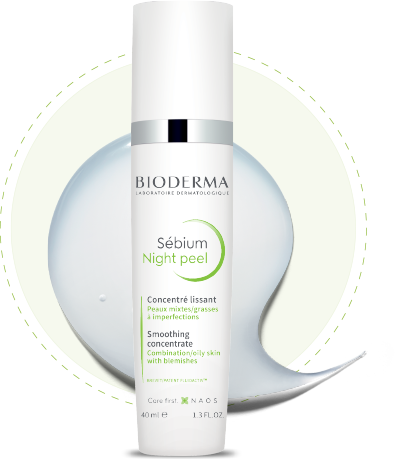 BIODERMA
LABORATOIRE DERMATOLOGIQUE
Sébium
Night peel
Concentré lissant
Peaux mixtes/grasses
à imperfections
Smoothing
concentrate
Combination/oily skin
with blemishes
Care first. NAOS
40 ml e 1.3 FL.OZ.